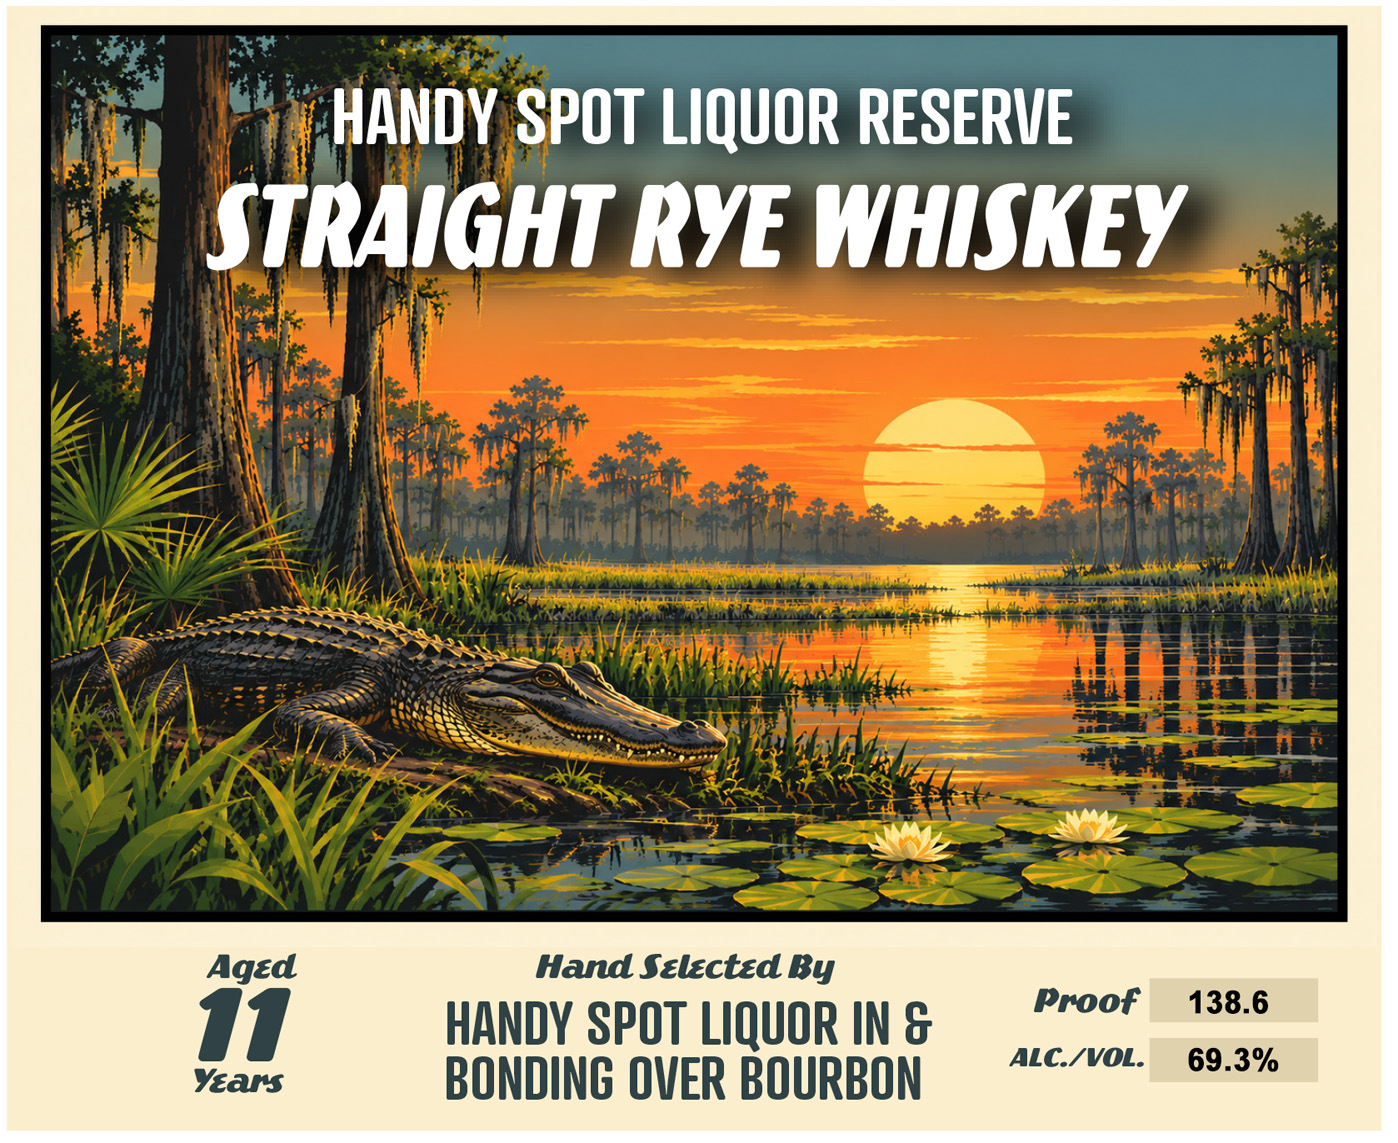 HANDY SPOT LIQUOR RESERVE
STRAIGHT RYE WHISKEY
Aged
11
Years
Hand Selected By
HANDY SPOT LIQUOR IN &
BONDING OVER BOURBON
Proof 138.6
ALC./VOL. 69.3%